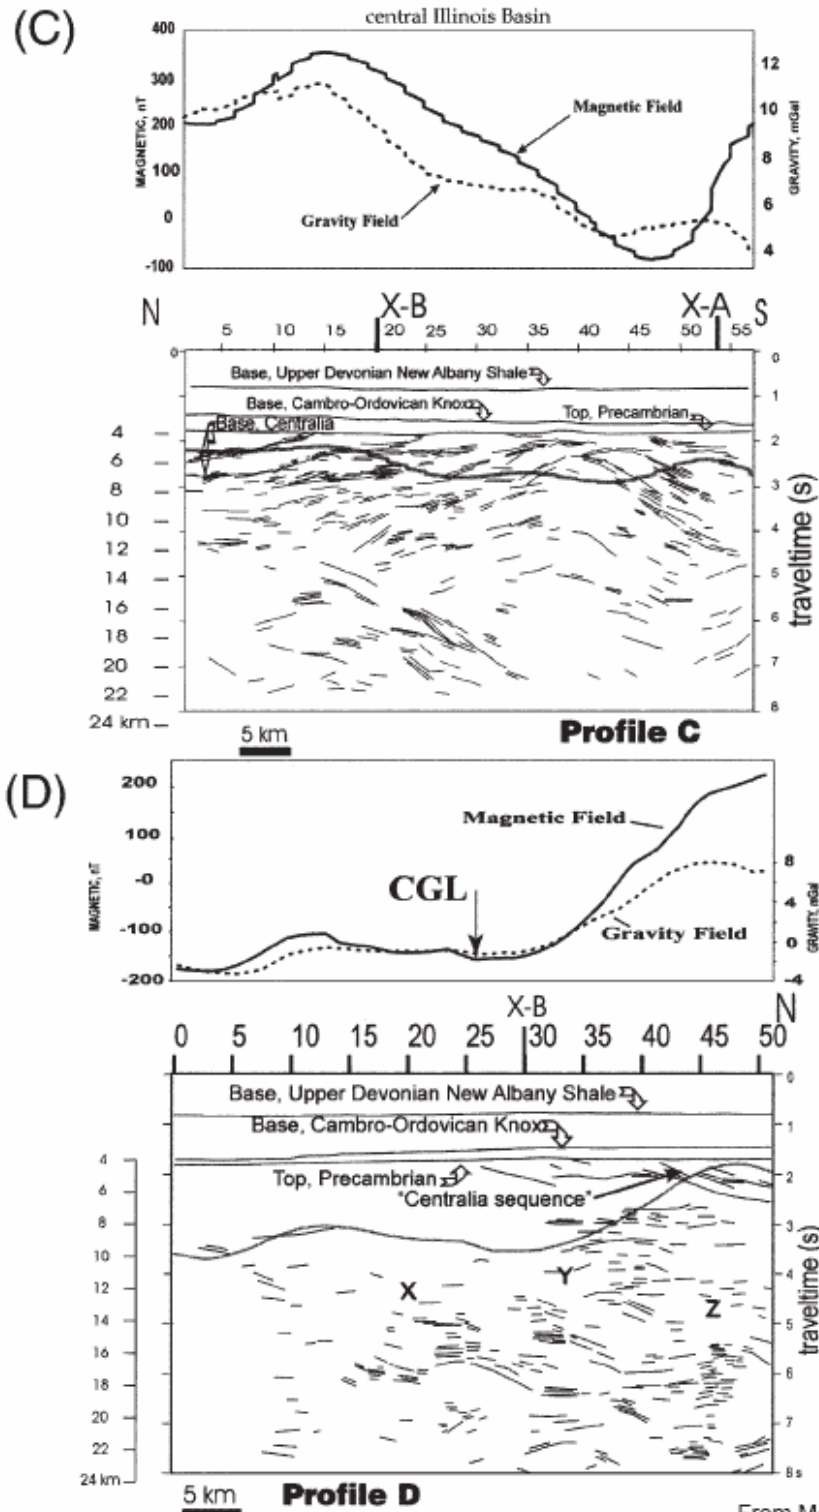 (C)
central Illinois Basin
400
300
200
100
0
-100
MAGNETIC, nT
12
10
8
6
4
GRAVITY, mGal
Magnetic Field
Gravity Field
N X-B X-A S
5 10 15 20 25 30 35 40 45 50 55
0
Base, Upper Devonian New Albany Shale
Base, Cambro-Ordovican Knox
Top, Precambrian
Base, Centralia
4
6
8
10
12
14
16
18
20
22
24 km
0
1
2
3
4
5
6
7
8
traveltime (s)
5 km
Profile C
(D)
200
100
-0
-100
-200
MAGNETIC, nT
8
4
0
-4
GRAVITY, mGal
Magnetic Field
CGL
Gravity Field
X-B N
0 5 10 15 20 25 30 35 40 45 50
Base, Upper Devonian New Albany Shale
Base, Cambro-Ordovican Knox
Top, Precambrian
"Centralia sequence"
X
Y
Z
4
6
8
10
12
14
16
18
20
22
24 km
0
1
2
3
4
5
6
7
8 s
traveltime (s)
5 km
Profile D
From M